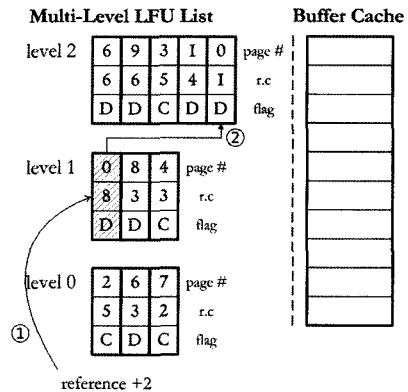 Multi-Level LFU List
Buffer Cache
level 2
6 9 3 1 0 page #
6 6 5 4 1 r.c
D D C D D flag
②
level 1
0 8 4 page #
8 3 3 r.c
D D C flag
level 0
2 6 7 page #
5 3 2 r.c
C D C flag
①
reference +2